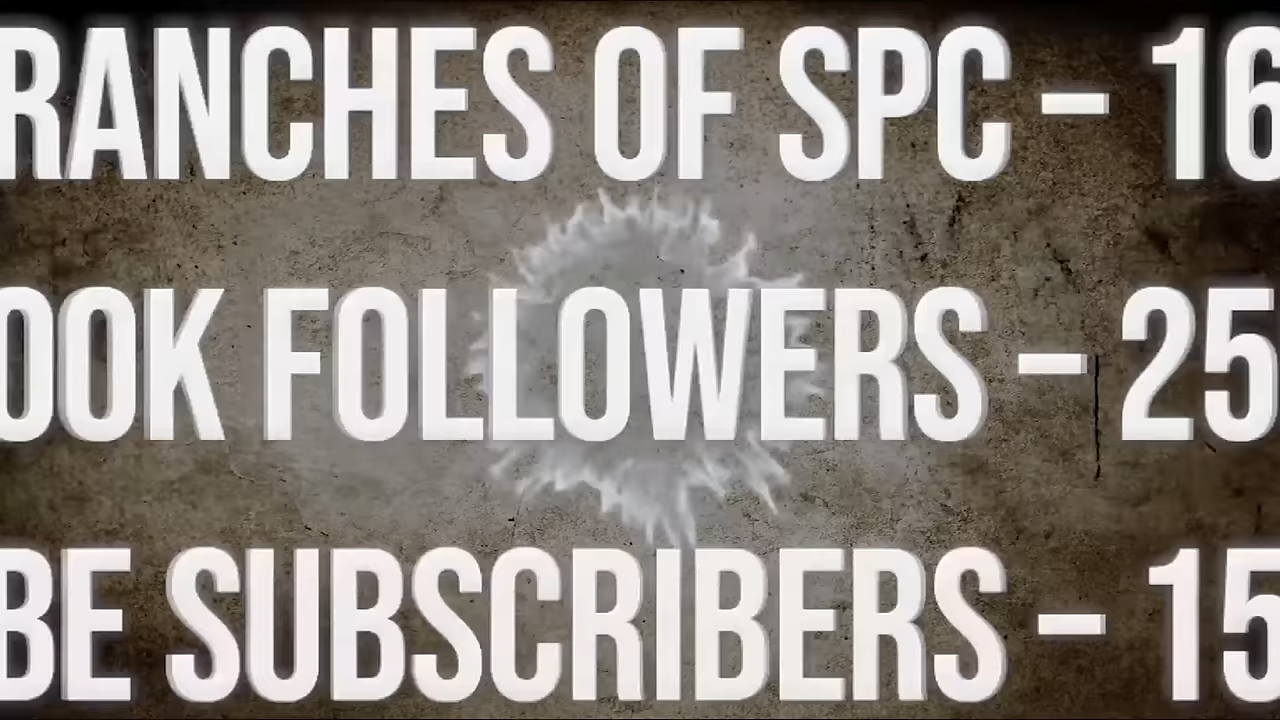 RANCHES OF SPC – 16
OOK FOLLOWERS – 25
BE SUBSCRIBERS – 15